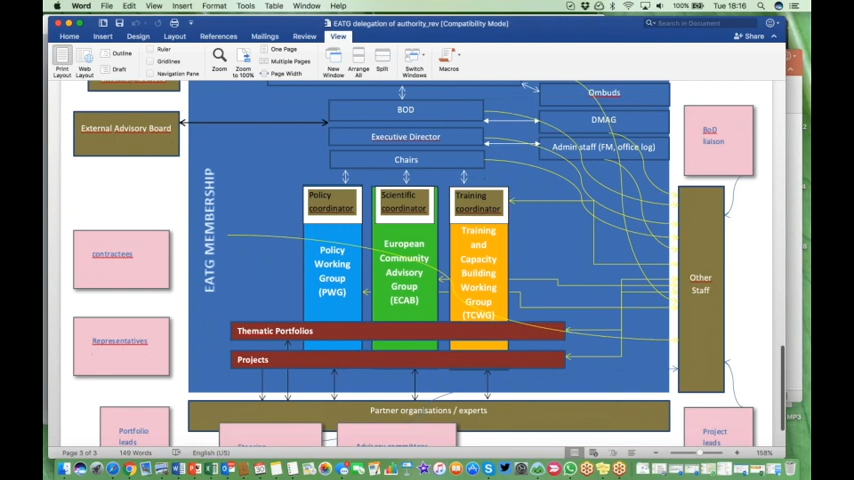 Word File Edit View Insert Format Tools Table Window Help
100%
Tue 18:16
EATG delegation of authority_rev [Compatibility Mode]
Search in Document
Home Insert Design Layout References Mailings Review View
Share
Print Layout
Web Layout
Outline
Draft
Ruler
Gridlines
Navigation Pane
Zoom
Zoom to 100%
One Page
Multiple Pages
Page Width
New Window
Arrange All
Split
Switch Windows
Macros
Ombuds
BOD
DMAG
External Advisory Board
Executive Director
BoD
liaison
Admin staff (FM, office log)
Chairs
EATG MEMBERSHIP
Policy
coordinator
Scientific
coordinator
Training
coordinator
Policy
Working
Group
(PWG)
European
Community
Advisory
Group
(ECAB)
Training
and
Capacity
Building
Working
Group
(TCWG)
contractees
Other
Staff
Representatives
Thematic Portfolios
Projects
Partner organisations / experts
Portfolio
leads
Project
leads
Advisory committees
Page 3 of 3
149 Words
English (US)
158%
MP3